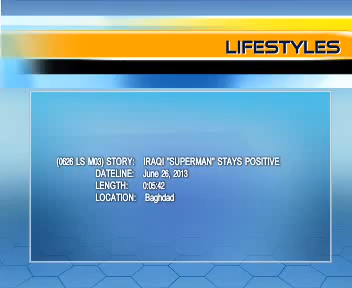 LIFESTYLES
(0626 LS M03) STORY: IRAQI "SUPERMAN" STAYS POSITIVE
DATELINE: June 26, 2013
LENGTH: 0:05:42
LOCATION: Baghdad